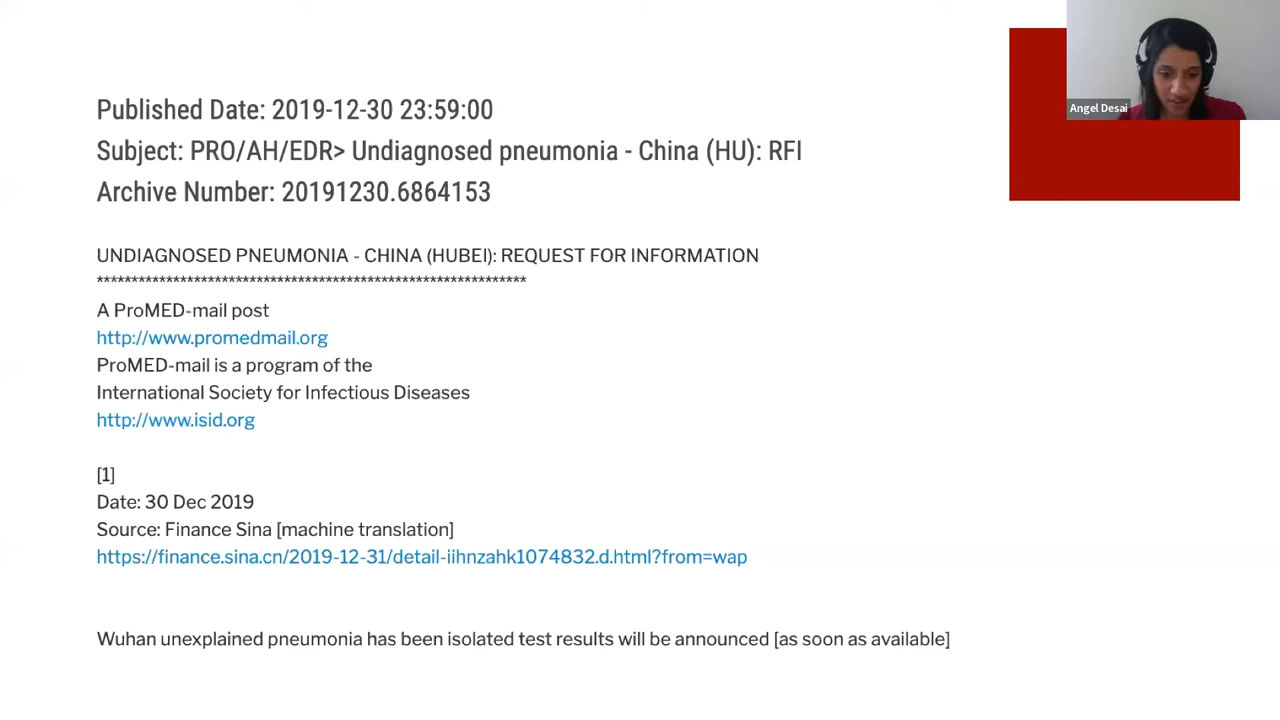 Published Date: 2019-12-30 23:59:00
Subject: PRO/AH/EDR> Undiagnosed pneumonia - China (HU): RFI
Archive Number: 20191230.6864153
Angel Desai
UNDIAGNOSED PNEUMONIA - CHINA (HUBEI): REQUEST FOR INFORMATION
**************************************************************
A ProMED-mail post
http://www.promedmail.org
ProMED-mail is a program of the
International Society for Infectious Diseases
http://www.isid.org
[1]
Date: 30 Dec 2019
Source: Finance Sina [machine translation]
https://finance.sina.cn/2019-12-31/detail-iihnzahk1074832.d.html?from=wap
Wuhan unexplained pneumonia has been isolated test results will be announced [as soon as available]